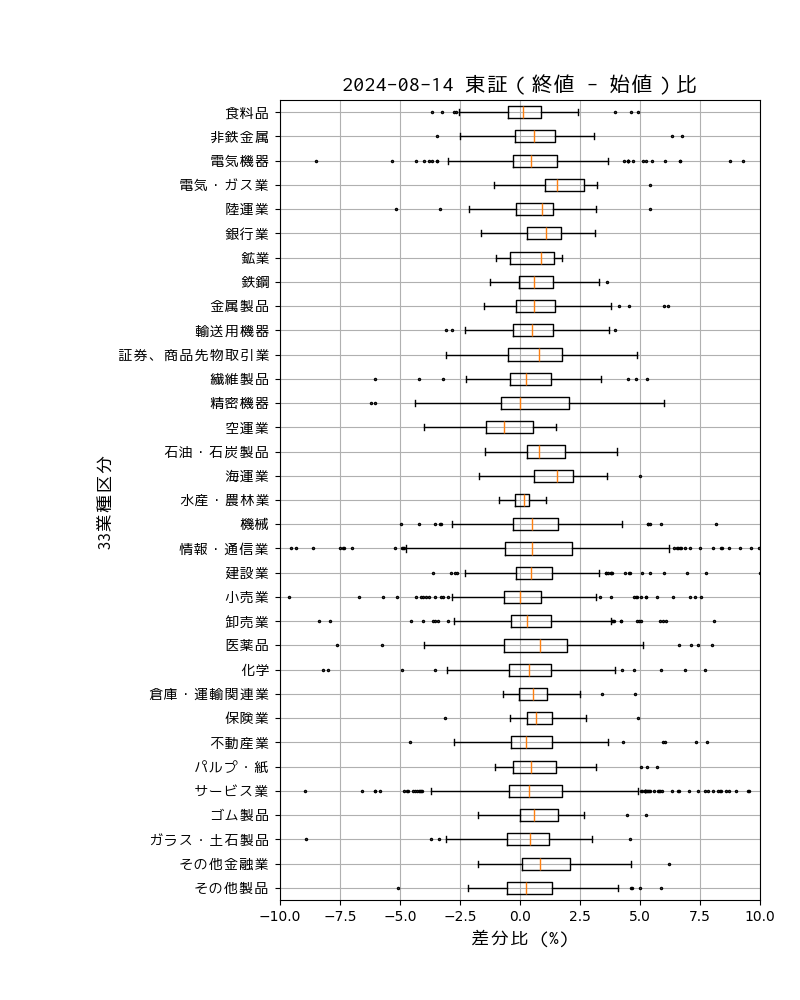 2024-08-14 東証 ( 終値 - 始値 ) 比
食料品
非鉄金属
電気機器
電気・ガス業
陸運業
銀行業
鉱業
鉄鋼
金属製品
輸送用機器
証券、商品先物取引業
繊維製品
精密機器
空運業
石油・石炭製品
海運業
水産・農林業
機械
情報・通信業
建設業
小売業
卸売業
医薬品
化学
倉庫・運輸関連業
保険業
不動産業
パルプ・紙
サービス業
ゴム製品
ガラス・土石製品
その他金融業
その他製品
33業種区分
−10.0 −7.5 −5.0 −2.5 0.0 2.5 5.0 7.5 10.0
差分比 (%)